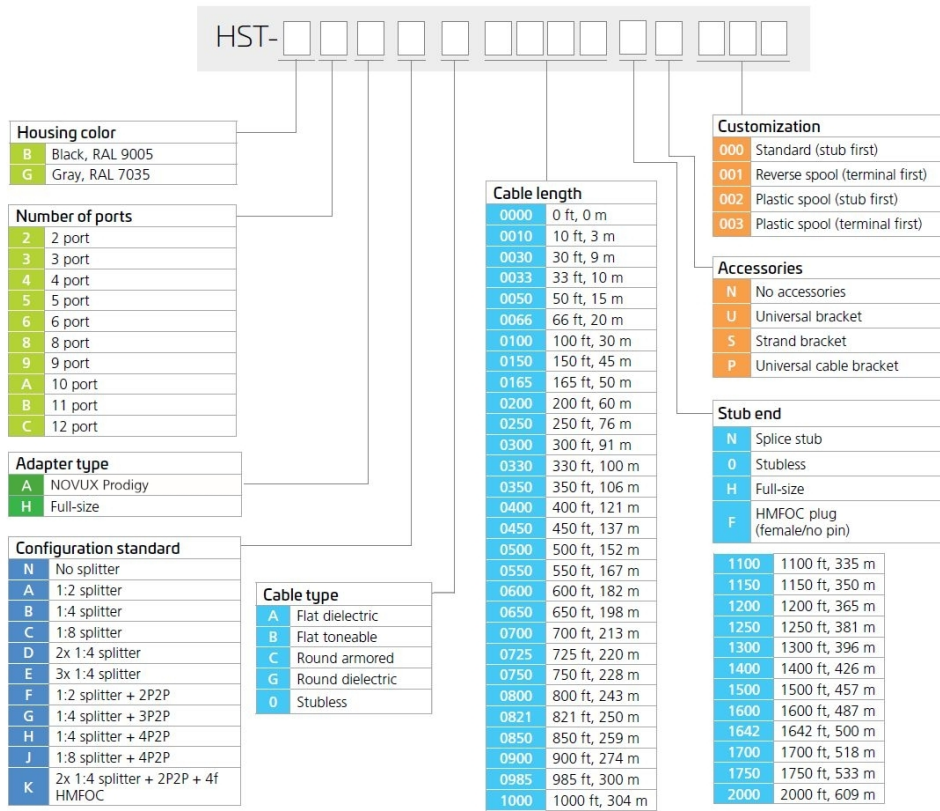 HST-
Housing color
B Black, RAL 9005
G Gray, RAL 7035
Number of ports
2 2 port
3 3 port
4 4 port
5 5 port
6 6 port
8 8 port
9 9 port
A 10 port
B 11 port
C 12 port
Adapter type
A NOVUX Prodigy
H Full-size
Configuration standard
N No splitter
A 1:2 splitter
B 1:4 splitter
C 1:8 splitter
D 2x 1:4 splitter
E 3x 1:4 splitter
F 1:2 splitter + 2P2P
G 1:4 splitter + 3P2P
H 1:4 splitter + 4P2P
J 1:8 splitter + 4P2P
K 2x 1:4 splitter + 2P2P + 4f
HMFOC
Cable type
A Flat dielectric
B Flat toneable
C Round armored
G Round dielectric
0 Stubless
Cable length
0000 0 ft, 0 m
0010 10 ft, 3 m
0030 30 ft, 9 m
0033 33 ft, 10 m
0050 50 ft, 15 m
0066 66 ft, 20 m
0100 100 ft, 30 m
0150 150 ft, 45 m
0165 165 ft, 50 m
0200 200 ft, 60 m
0250 250 ft, 76 m
0300 300 ft, 91 m
0330 330 ft, 100 m
0350 350 ft, 106 m
0400 400 ft, 121 m
0450 450 ft, 137 m
0500 500 ft, 152 m
0550 550 ft, 167 m
0600 600 ft, 182 m
0650 650 ft, 198 m
0700 700 ft, 213 m
0725 725 ft, 220 m
0750 750 ft, 228 m
0800 800 ft, 243 m
0821 821 ft, 250 m
0850 850 ft, 259 m
0900 900 ft, 274 m
0985 985 ft, 300 m
1000 1000 ft, 304 m
1100 1100 ft, 335 m
1150 1150 ft, 350 m
1200 1200 ft, 365 m
1250 1250 ft, 381 m
1300 1300 ft, 396 m
1400 1400 ft, 426 m
1500 1500 ft, 457 m
1600 1600 ft, 487 m
1642 1642 ft, 500 m
1700 1700 ft, 518 m
1750 1750 ft, 533 m
2000 2000 ft, 609 m
Stub end
N Splice stub
0 Stubless
H Full-size
F HMFOC plug
(female/no pin)
Accessories
N No accessories
U Universal bracket
S Strand bracket
P Universal cable bracket
Customization
000 Standard (stub first)
001 Reverse spool (terminal first)
002 Plastic spool (stub first)
003 Plastic spool (terminal first)